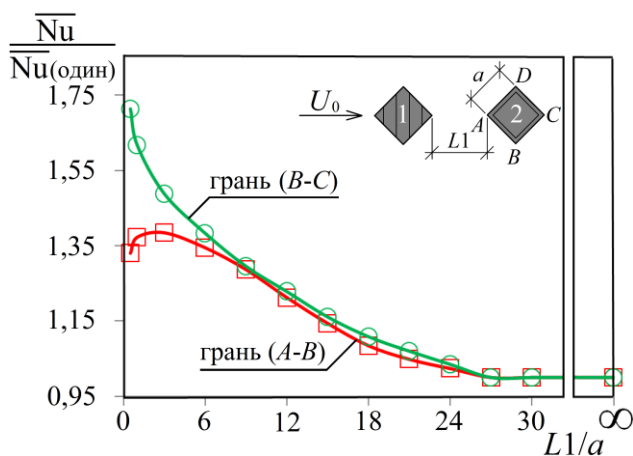 Nu
Nu(один)
1,75
1,55
1,35
1,15
0,95
a
D
U0
1
A
2
C
B
L1
грань (B-C)
грань (A-B)
0
6
12
18
24
30
∞
L1/a